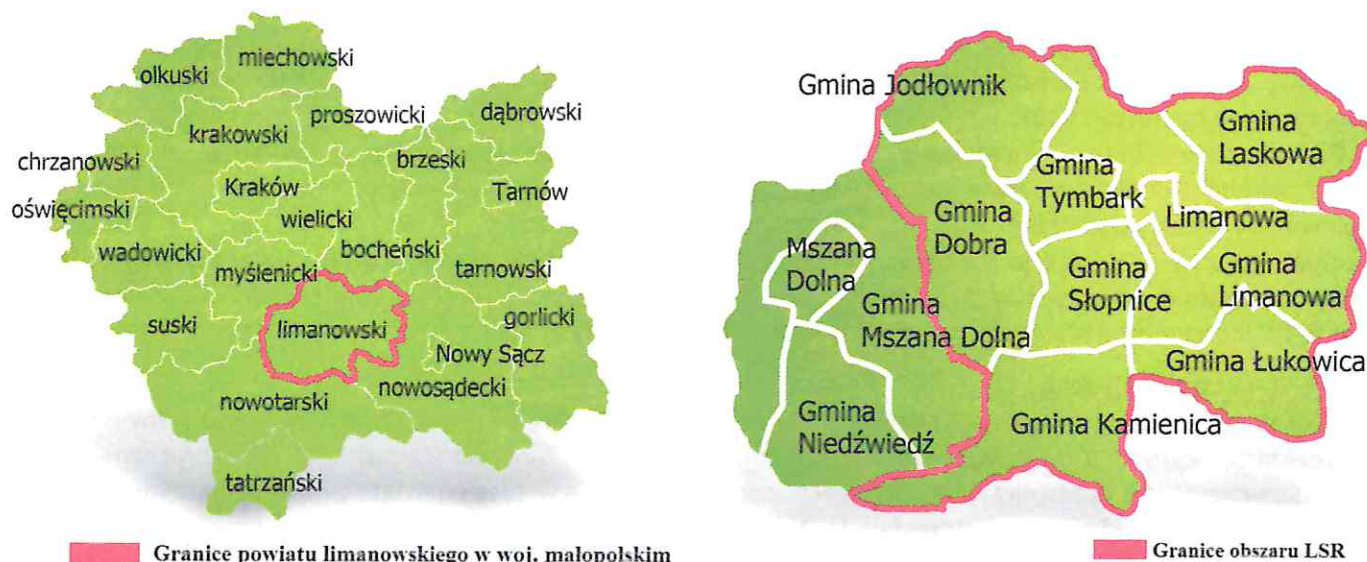 miechowski
olkuski
proszowicki
dąbrowski
krakowski
brzeski
chrzanowski
Kraków
Tarnów
oświęcimski
wielicki
wadowicki
bocheński
myślenicki
tarnowski
suski
limanowski
gorlicki
Nowy Sącz
nowosądecki
nowotarski
tatrzański
Granice powiatu limanowskiego w woj. małopolskim
Gmina Jodłownik
Gmina
Laskowa
Gmina
Tymbark
Limanowa
Gmina
Dobra
Mszana
Dolna
Gmina
Słopnice
Gmina
Limanowa
Gmina
Mszana Dolna
Gmina Łukowica
Gmina
Niedźwiedź
Gmina Kamienica
Granice obszaru LSR